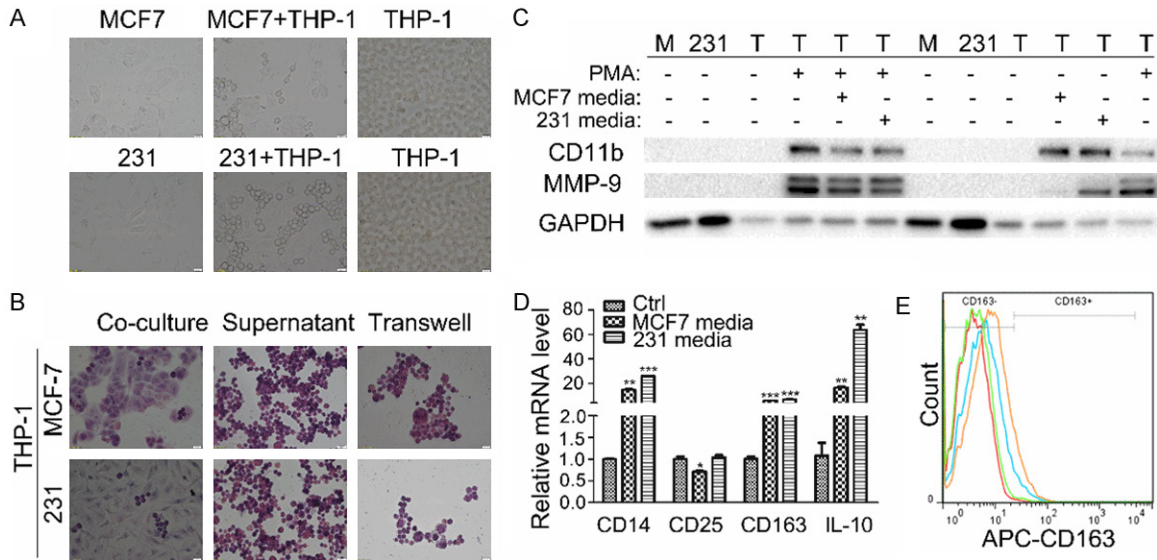 A
MCF7 MCF7+THP-1 THP-1
231 231+THP-1 THP-1
B
Co-culture Supernatant Transwell
THP-1
MCF-7
231
C
M 231 T T T T M 231 T T T T
PMA: - - - + + + - - - - - +
MCF7 media: - - - - + - - - - + - -
231 media: - - - - - + - - - - + -
CD11b
MMP-9
GAPDH
D
Relative mRNA level
80
60
40
20
2.0
1.5
1.0
0.5
0.0
Ctrl
MCF7 media
231 media
** ***
*
*** ***
** **
CD14 CD25 CD163 IL-10
E
CD163- CD163+
Count
0
10^0 10^1 10^2 10^3 10^4
APC-CD163